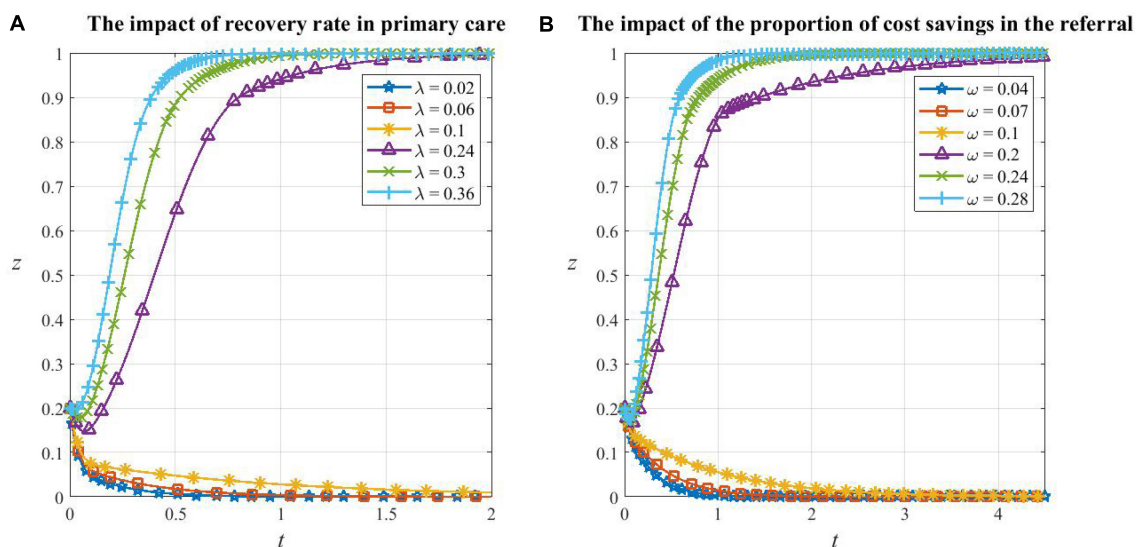 A
The impact of recovery rate in primary care
1
0.9
0.8
0.7
0.6
0.5
0.4
0.3
0.2
0.1
0
z
λ = 0.02
λ = 0.06
λ = 0.1
λ = 0.24
λ = 0.3
λ = 0.36
0
0.5
1
1.5
2
t
B
The impact of the proportion of cost savings in the referral
1
0.9
0.8
0.7
0.6
0.5
0.4
0.3
0.2
0.1
0
z
ω = 0.04
ω = 0.07
ω = 0.1
ω = 0.2
ω = 0.24
ω = 0.28
0
1
2
3
4
t